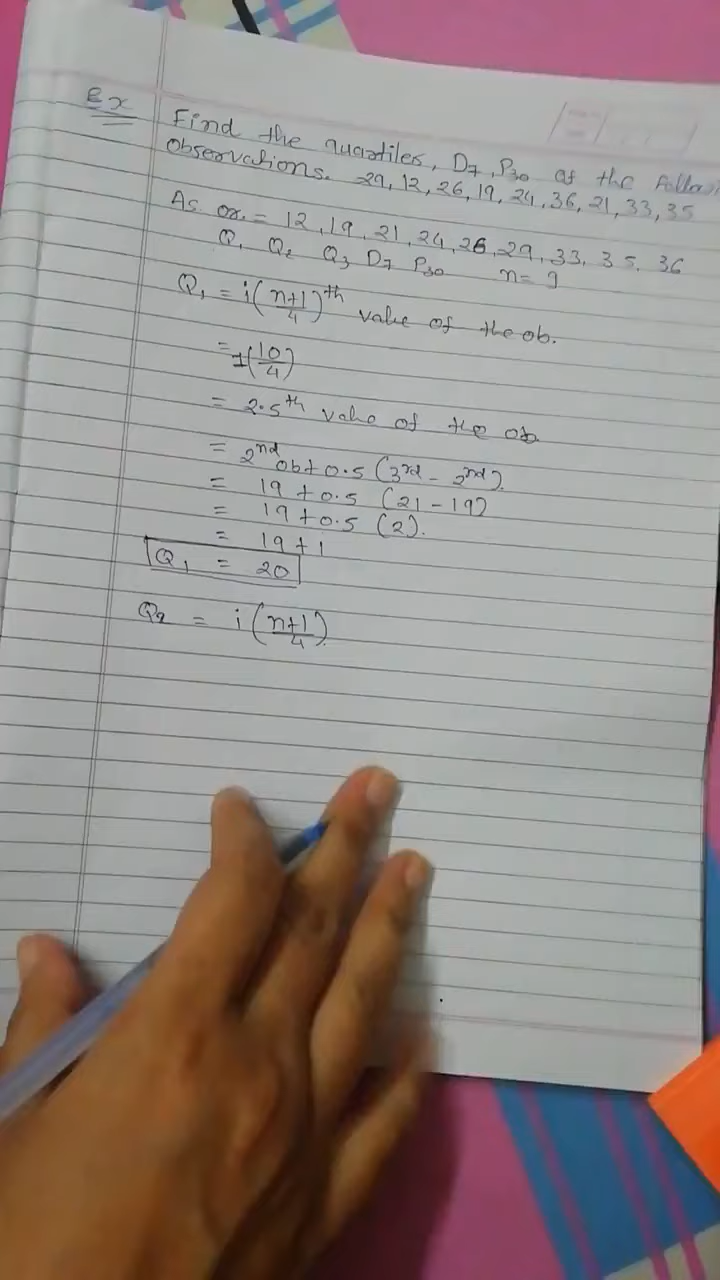 Ex
Find the quartiles, D7, P30 of the
observations. 29, 12, 26, 19, 24, 36, 21, 33, 35
As. or. = 12, 19, 21, 24, 26, 29, 33, 35, 36
Q1 Q2 Q3 D7 P30 n = 9
Q1 = i(n+1/4)th value of the ob.
= 1(10/4)
= 2.5th value of the ob
= 2nd ob + 0.5 (3rd - 2nd).
= 19 + 0.5 (21 - 19)
= 19 + 0.5 (2).
= 19 + 1
Q1 = 20
Q2 = i(n+1/4)